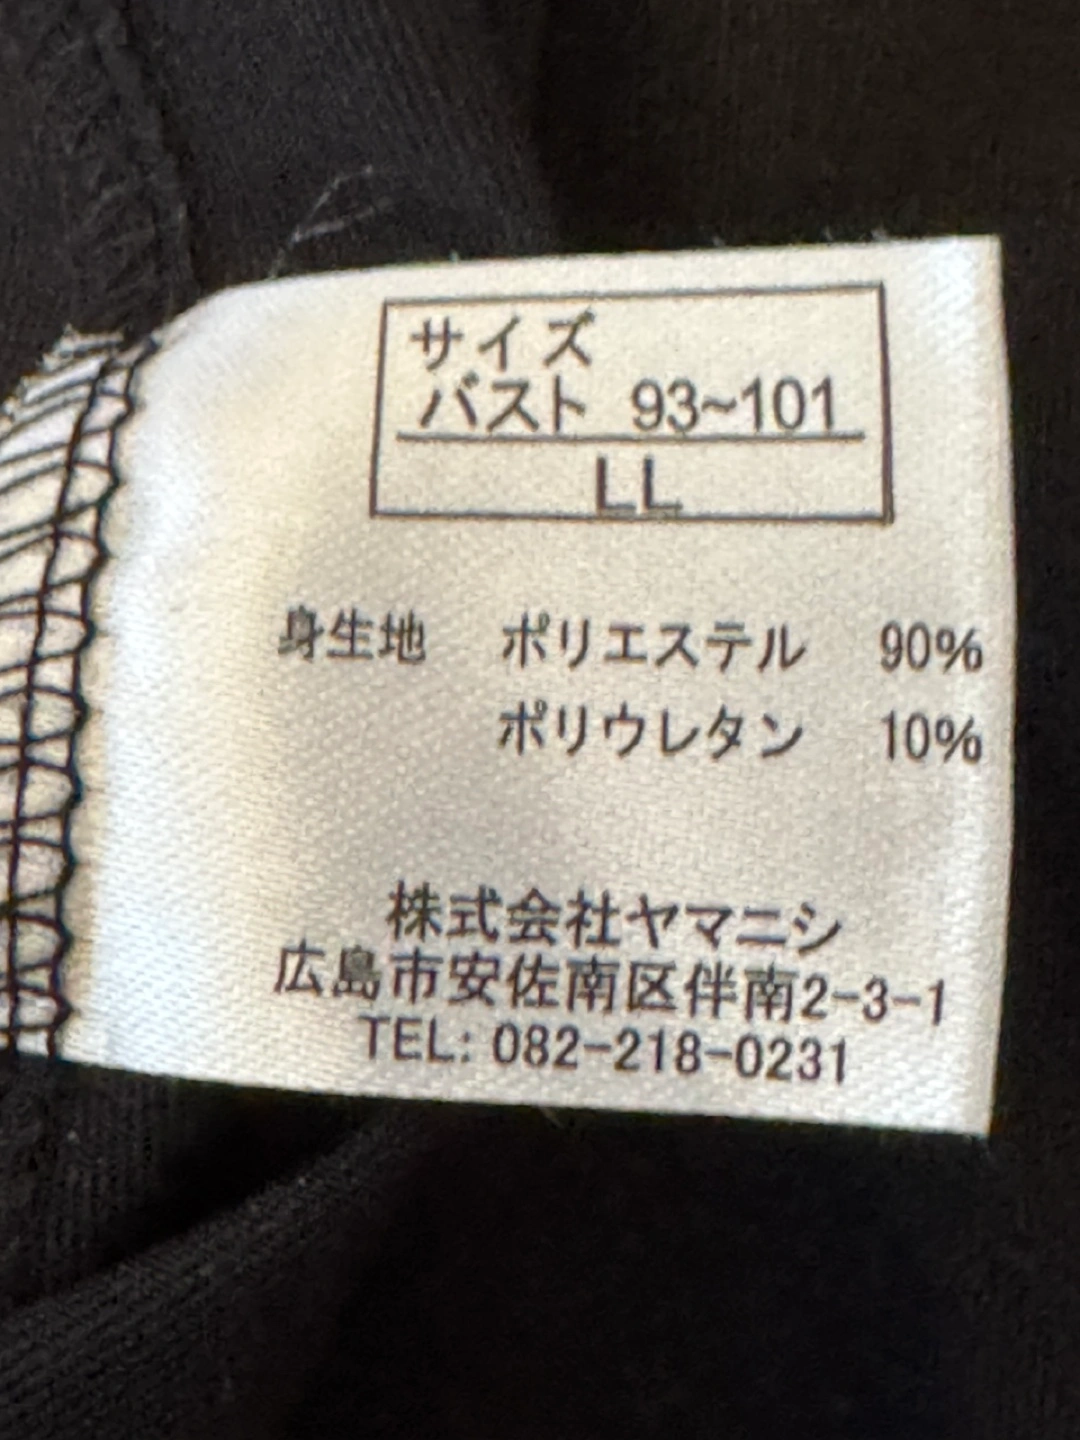 サイズ
バスト 93~101
LL
身生地 ポリエステル 90%
ポリウレタン 10%
株式会社ヤマニシ
広島市安佐南区伴南2-3-1
TEL: 082-218-0231